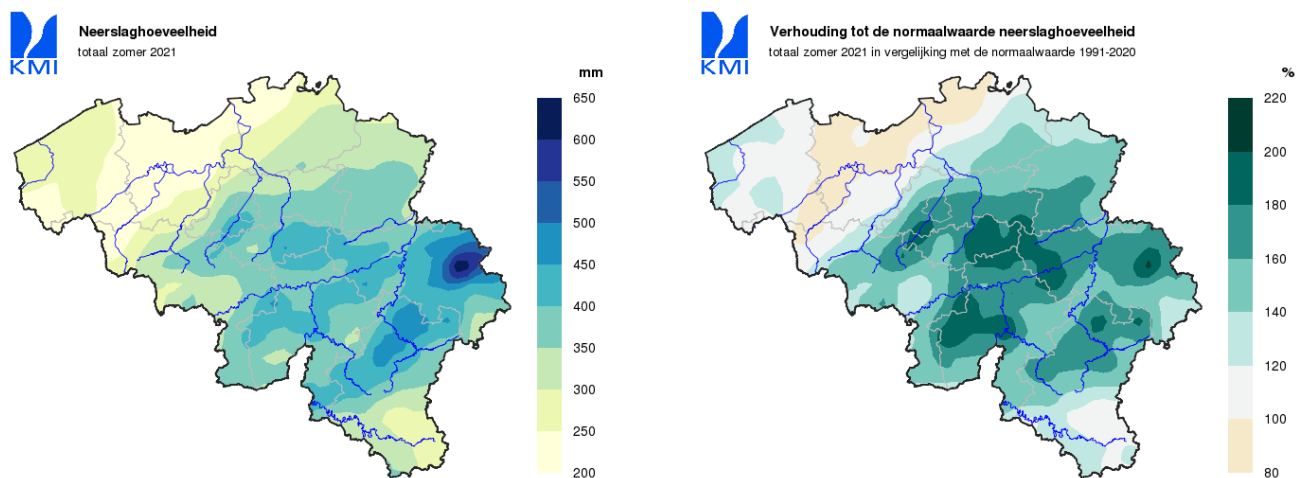 KMI
Neerslaghoeveelheid
totaal zomer 2021
mm
650
600
550
500
450
400
350
300
250
200
KMI
Verhouding tot de normaalwaarde neerslaghoeveelheid
totaal zomer 2021 in vergelijking met de normaalwaarde 1991-2020
%
220
200
180
160
140
120
100
80